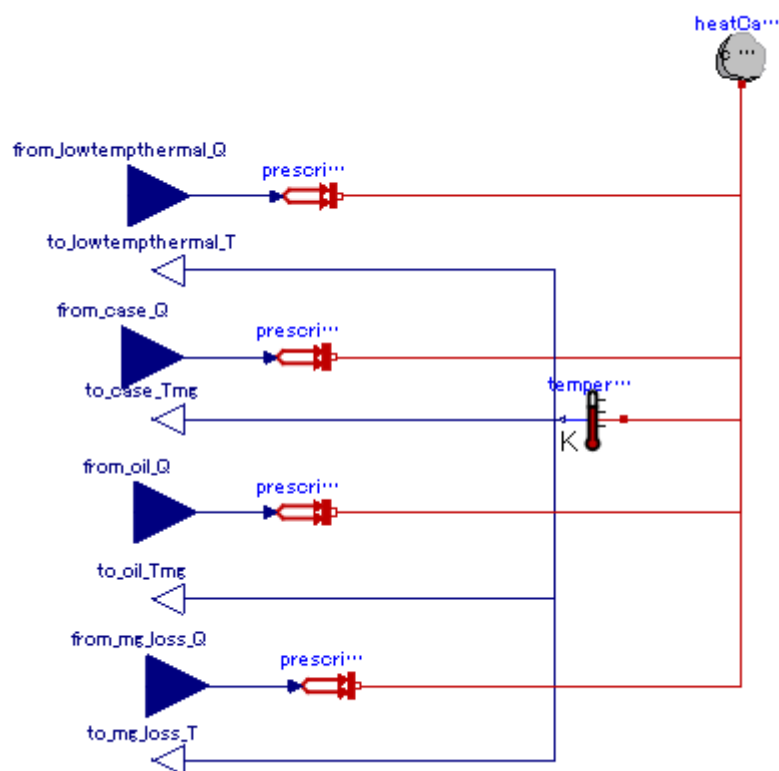 heatCa…
from_lowtempthermal_Q
prescri…
to_lowtempthermal_T
from_case_Q
prescri…
to_case_Tmg
temper…
K
from_oil_Q
prescri…
to_oil_Tmg
from_mg_loss_Q
prescri…
to_mg_loss_T